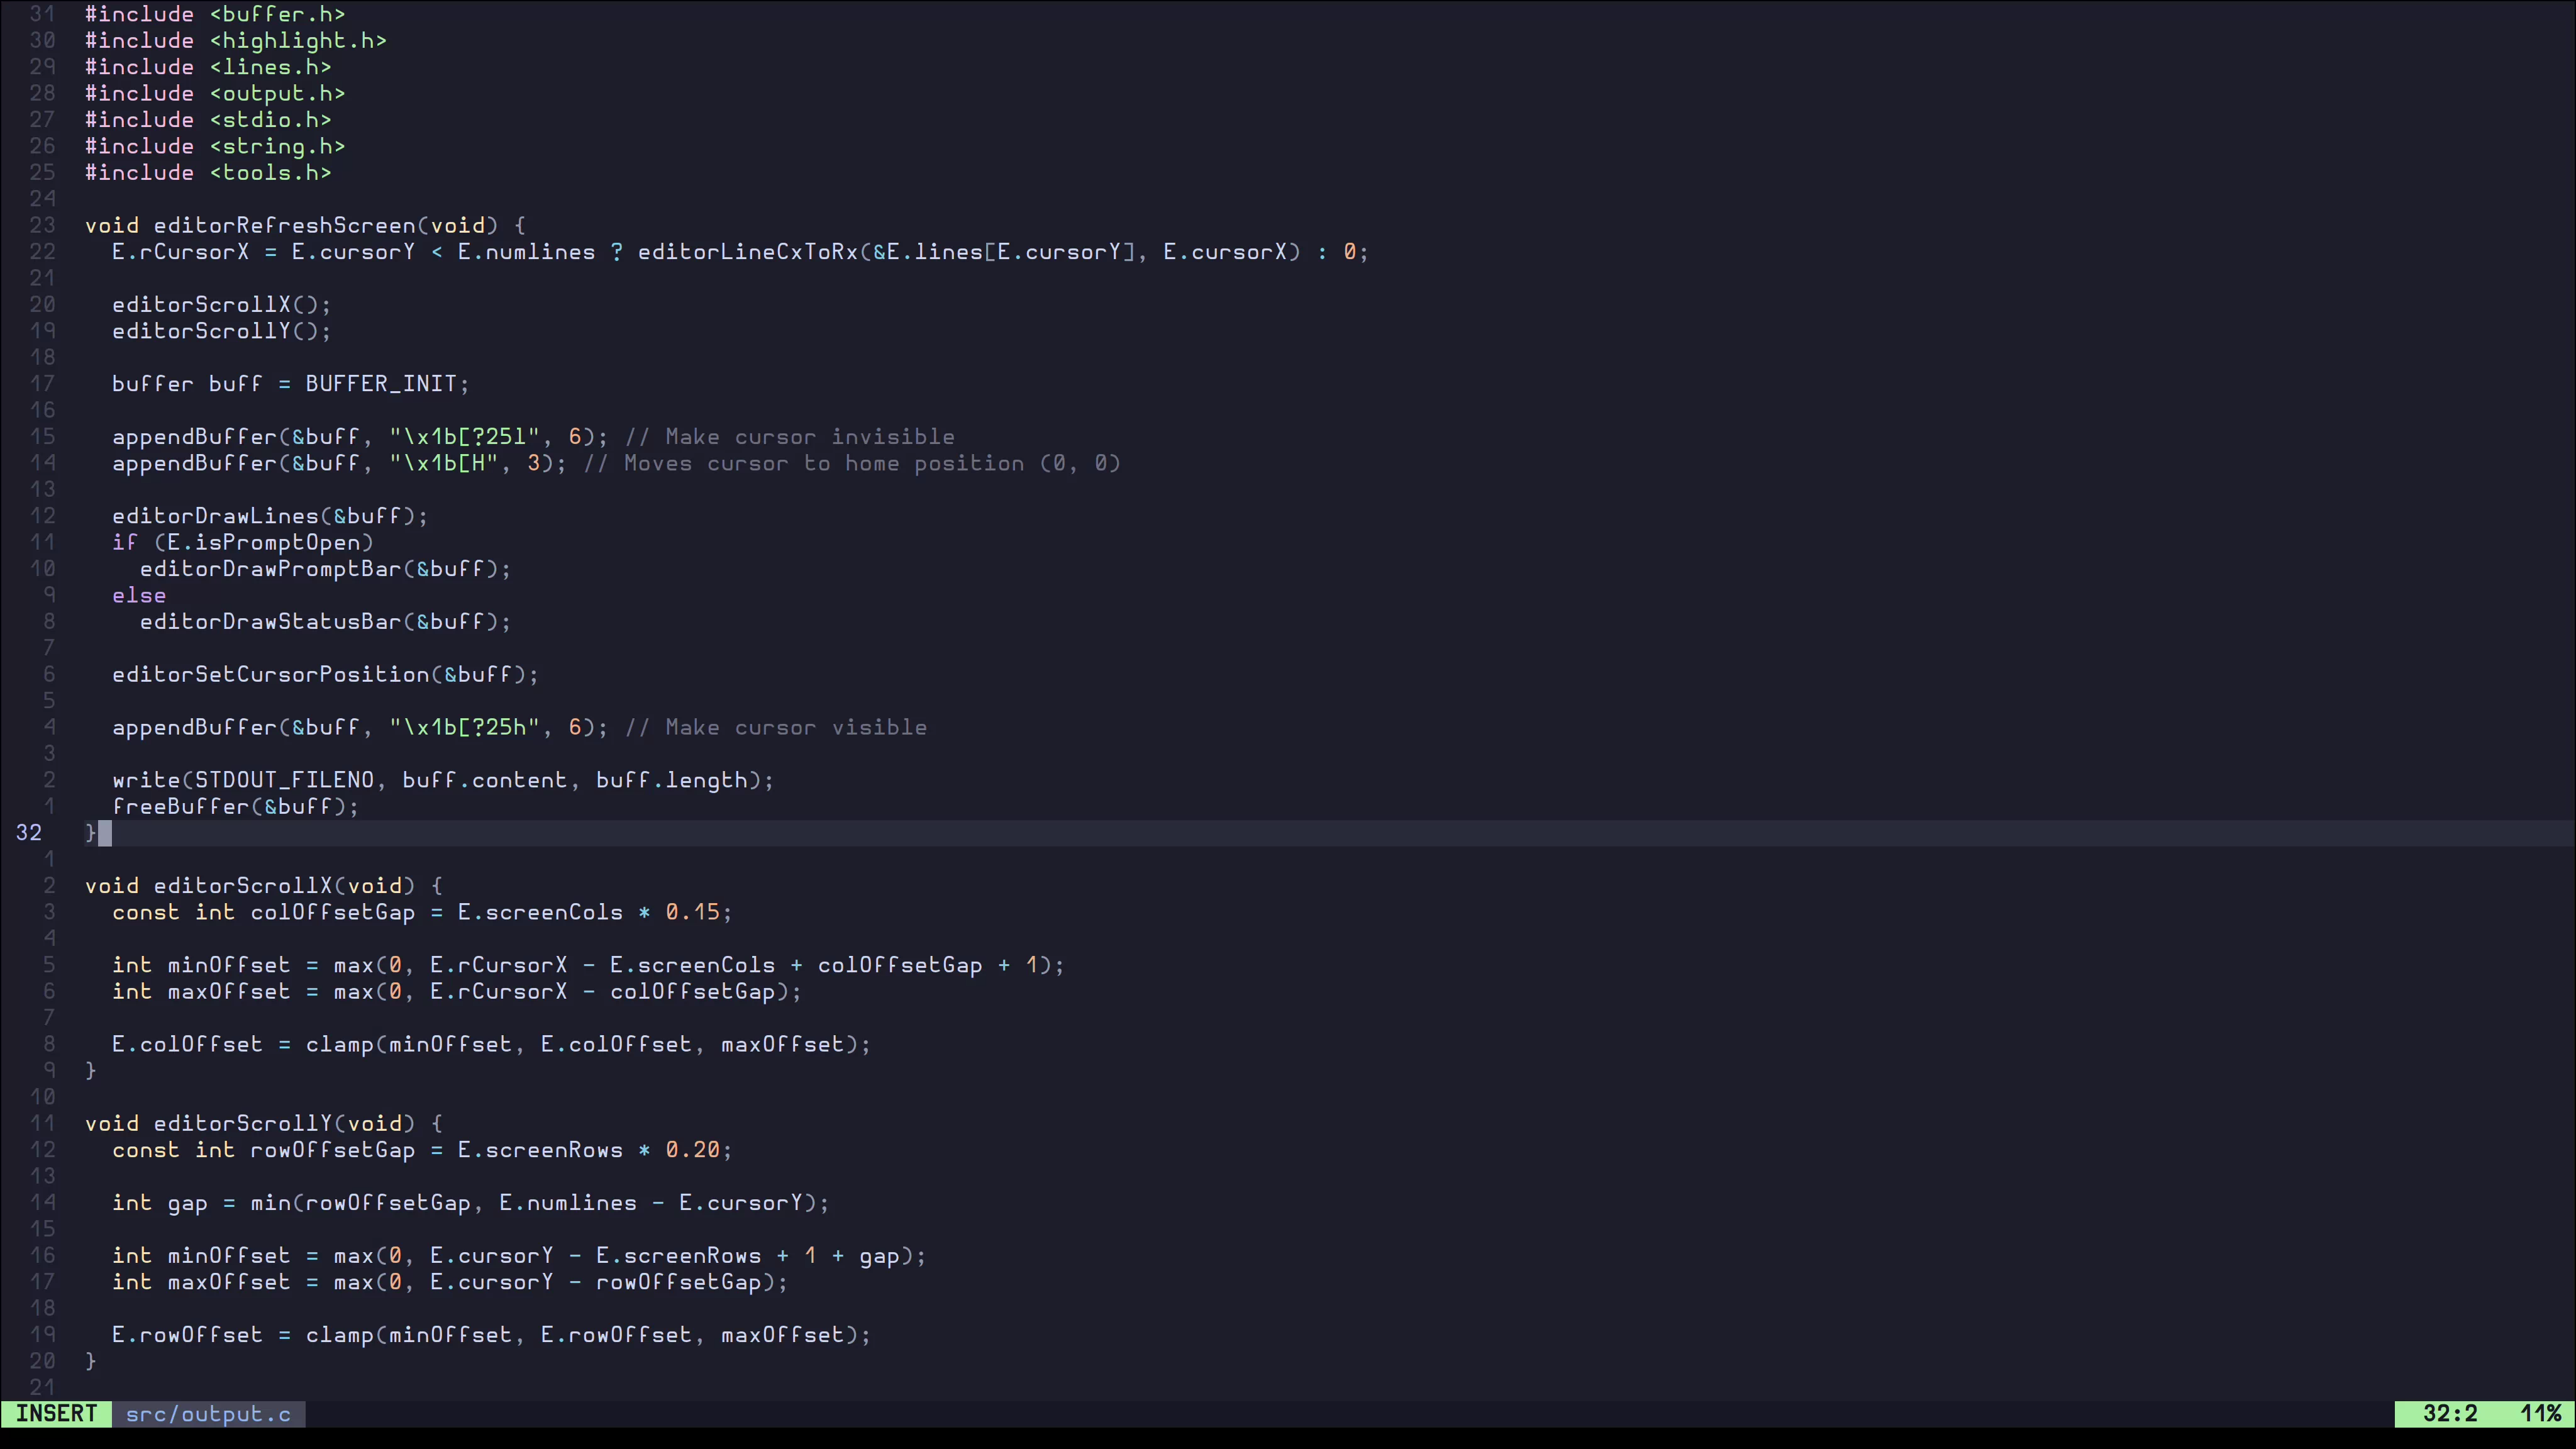 31 #include <buffer.h>
30 #include <highlight.h>
29 #include <lines.h>
28 #include <output.h>
27 #include <stdio.h>
26 #include <string.h>
25 #include <tools.h>
24
23 void editorRefreshScreen(void) {
22   E.rCursorX = E.cursorY < E.numlines ? editorLineCxToRx(&E.lines[E.cursorY], E.cursorX) : 0;
21
20   editorScrollX();
19   editorScrollY();
18
17   buffer buff = BUFFER_INIT;
16
15   appendBuffer(&buff, "\x1b[?25l", 6); // Make cursor invisible
14   appendBuffer(&buff, "\x1b[H", 3); // Moves cursor to home position (0, 0)
13
12   editorDrawLines(&buff);
11   if (E.isPromptOpen)
10     editorDrawPromptBar(&buff);
9   else
8     editorDrawStatusBar(&buff);
7
6   editorSetCursorPosition(&buff);
5
4   appendBuffer(&buff, "\x1b[?25h", 6); // Make cursor visible
3
2   write(STDOUT_FILENO, buff.content, buff.length);
1   freeBuffer(&buff);
32 }
1
2 void editorScrollX(void) {
3   const int colOffsetGap = E.screenCols * 0.15;
4
5   int minOffset = max(0, E.rCursorX - E.screenCols + colOffsetGap + 1);
6   int maxOffset = max(0, E.rCursorX - colOffsetGap);
7
8   E.colOffset = clamp(minOffset, E.colOffset, maxOffset);
9 }
10
11 void editorScrollY(void) {
12   const int rowOffsetGap = E.screenRows * 0.20;
13
14   int gap = min(rowOffsetGap, E.numlines - E.cursorY);
15
16   int minOffset = max(0, E.cursorY - E.screenRows + 1 + gap);
17   int maxOffset = max(0, E.cursorY - rowOffsetGap);
18
19   E.rowOffset = clamp(minOffset, E.rowOffset, maxOffset);
20 }
21
INSERT src/output.c 32:2 11%